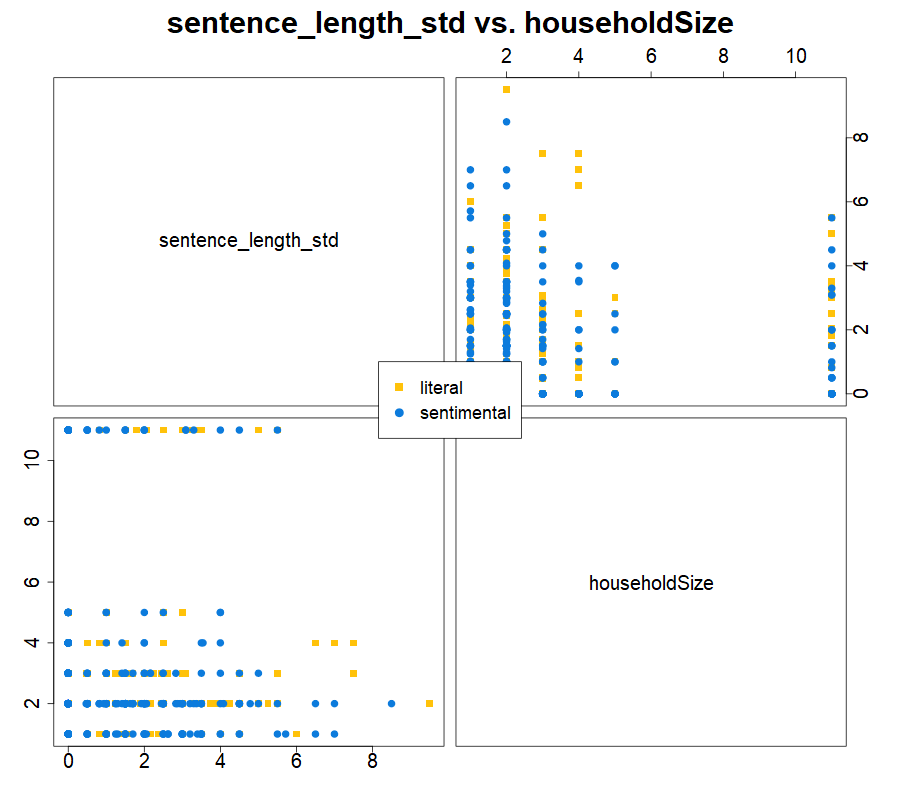 sentence_length_std vs. householdSize
2 4 6 8 10
sentence_length_std
0 2 4 6 8
literal
sentimental
2 4 6 8 10
householdSize
0 2 4 6 8